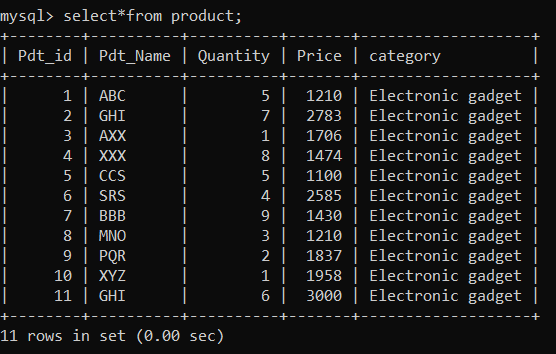 mysql> select*from product;
+--------+----------+----------+-------+-------------------+
| Pdt_id | Pdt_Name | Quantity | Price | category          |
+--------+----------+----------+-------+-------------------+
|      1 | ABC      |        5 |  1210 | Electronic gadget |
|      2 | GHI      |        7 |  2783 | Electronic gadget |
|      3 | AXX      |        1 |  1706 | Electronic gadget |
|      4 | XXX      |        8 |  1474 | Electronic gadget |
|      5 | CCS      |        5 |  1100 | Electronic gadget |
|      6 | SRS      |        4 |  2585 | Electronic gadget |
|      7 | BBB      |        9 |  1430 | Electronic gadget |
|      8 | MNO      |        3 |  1210 | Electronic gadget |
|      9 | PQR      |        2 |  1837 | Electronic gadget |
|     10 | XYZ      |        1 |  1958 | Electronic gadget |
|     11 | GHI      |        6 |  3000 | Electronic gadget |
+--------+----------+----------+-------+-------------------+
11 rows in set (0.00 sec)